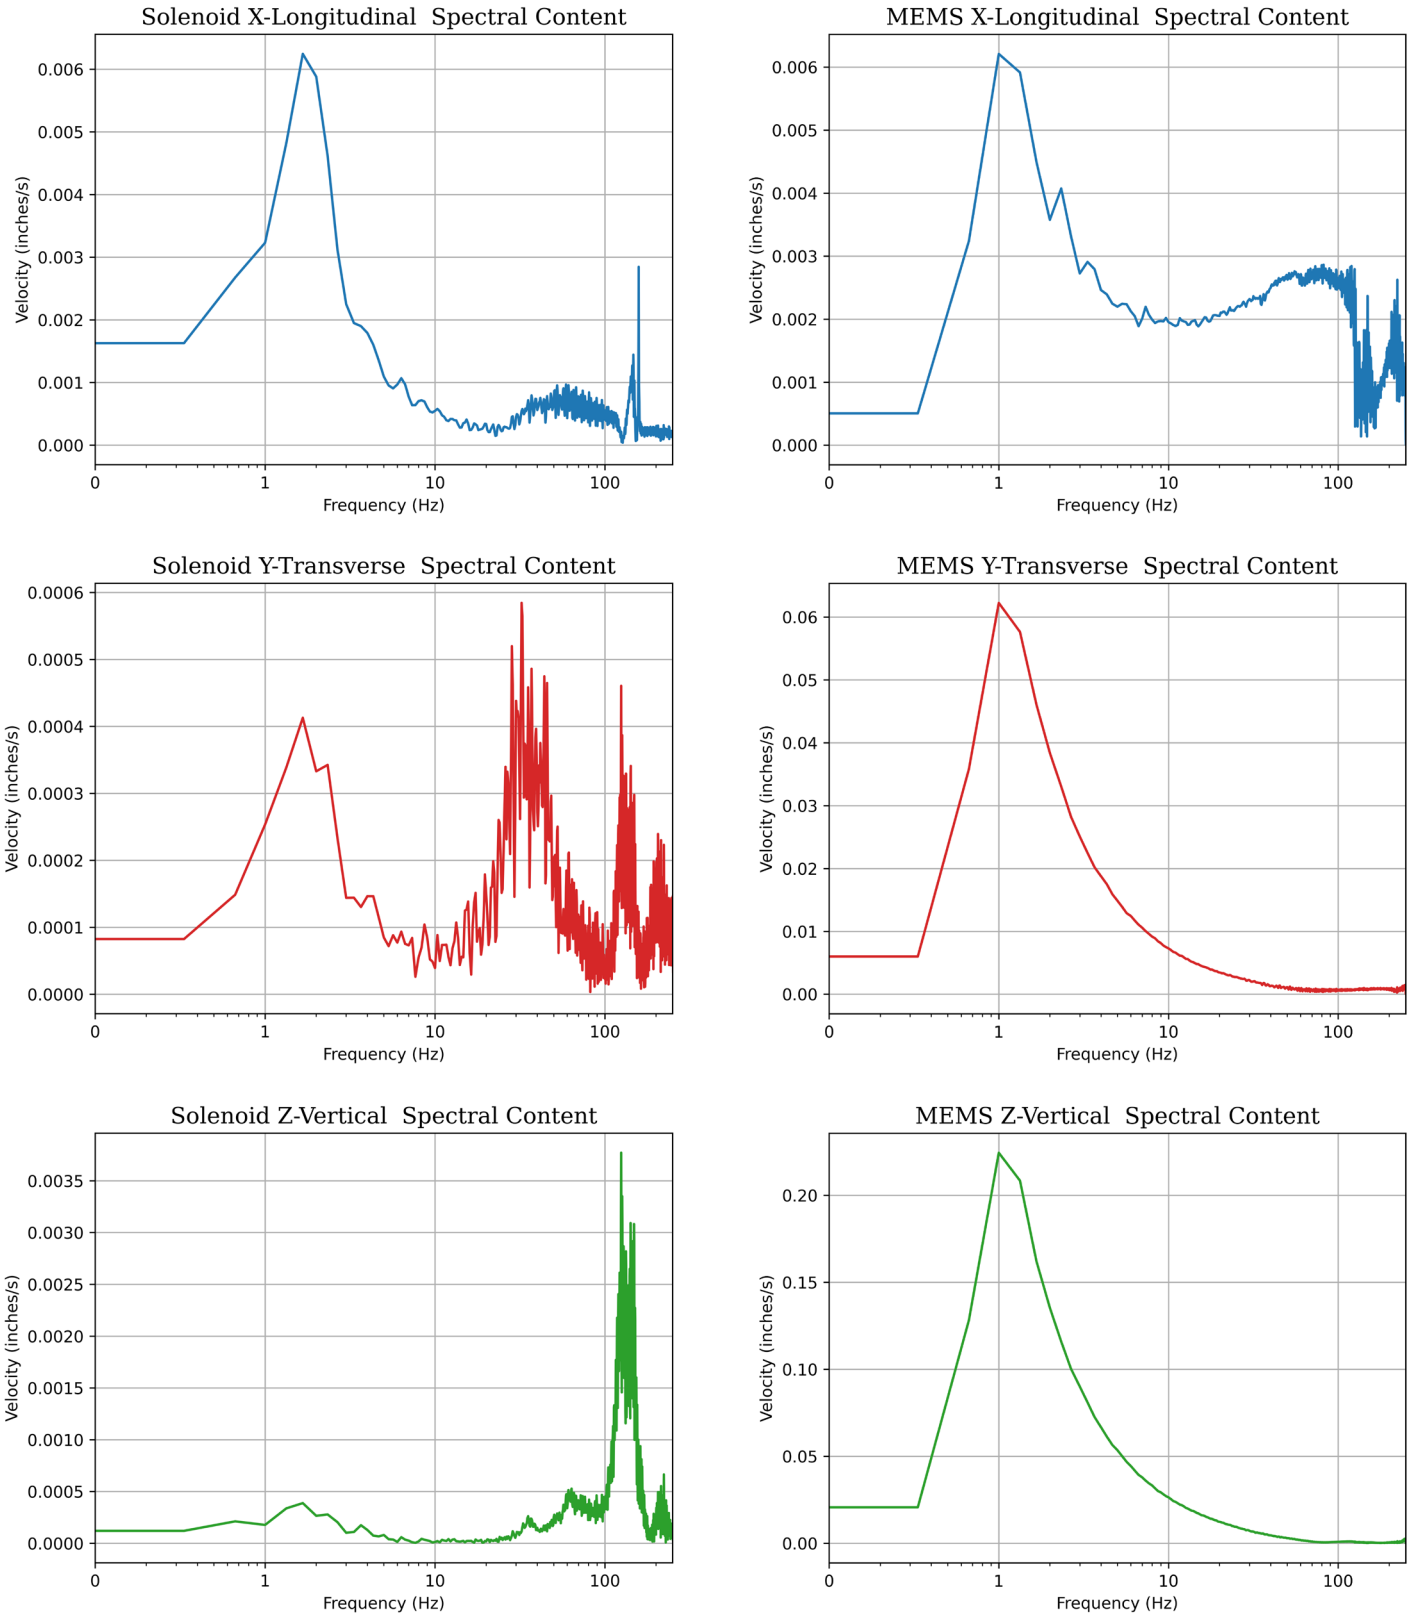 Solenoid X-Longitudinal  Spectral Content
0.006
0.005
0.004
0.003
0.002
0.001
0.000
Velocity (inches/s)
0 1 10 100
Frequency (Hz)
MEMS X-Longitudinal  Spectral Content
0.006
0.005
0.004
0.003
0.002
0.001
0.000
Velocity (inches/s)
0 1 10 100
Frequency (Hz)
Solenoid Y-Transverse  Spectral Content
0.0006
0.0005
0.0004
0.0003
0.0002
0.0001
0.0000
Velocity (inches/s)
0 1 10 100
Frequency (Hz)
MEMS Y-Transverse  Spectral Content
0.06
0.05
0.04
0.03
0.02
0.01
0.00
Velocity (inches/s)
0 1 10 100
Frequency (Hz)
Solenoid Z-Vertical  Spectral Content
0.0035
0.0030
0.0025
0.0020
0.0015
0.0010
0.0005
0.0000
Velocity (inches/s)
0 1 10 100
Frequency (Hz)
MEMS Z-Vertical  Spectral Content
0.20
0.15
0.10
0.05
0.00
Velocity (inches/s)
0 1 10 100
Frequency (Hz)